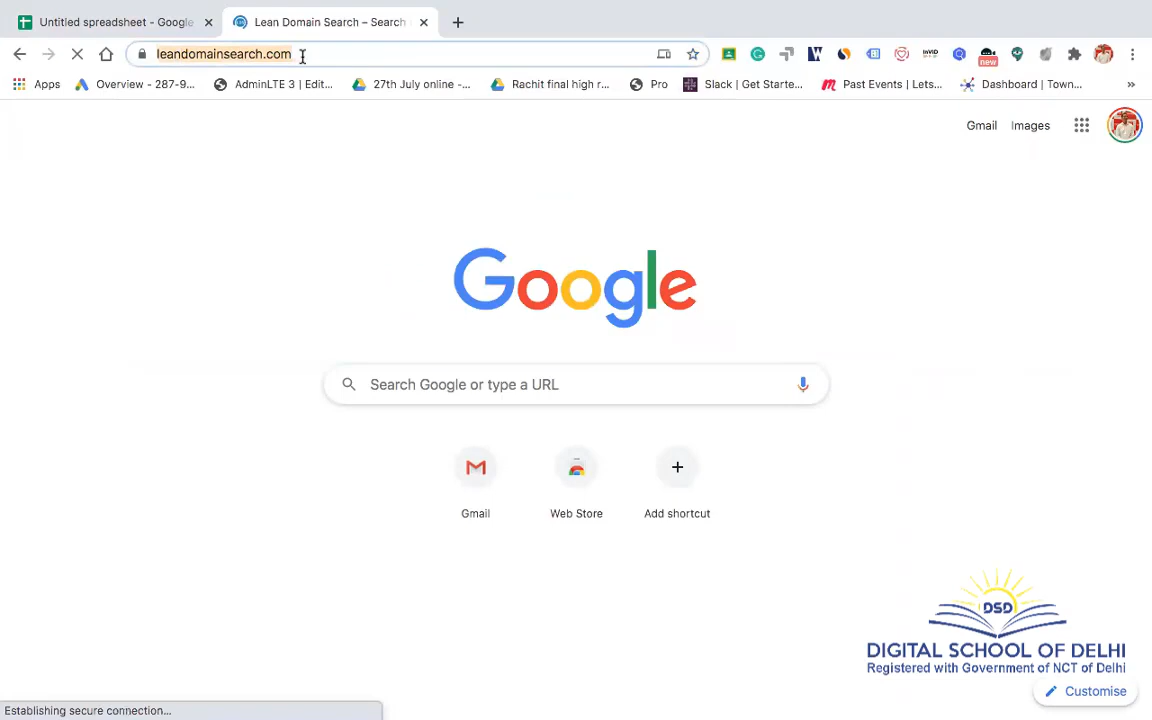 Untitled spreadsheet - Google
Lean Domain Search – Search
leandomainsearch.com
new
Apps
Overview - 287-9...
AdminLTE 3 | Edit...
27th July online -...
Rachit final high r...
Pro
Slack | Get Starte...
Past Events | Lets...
Dashboard | Town...
Gmail
Images
Google
Search Google or type a URL
Gmail
Web Store
Add shortcut
DSD
DIGITAL SCHOOL OF DELHI
Registered with Government of NCT of Delhi
Customise
Establishing secure connection...